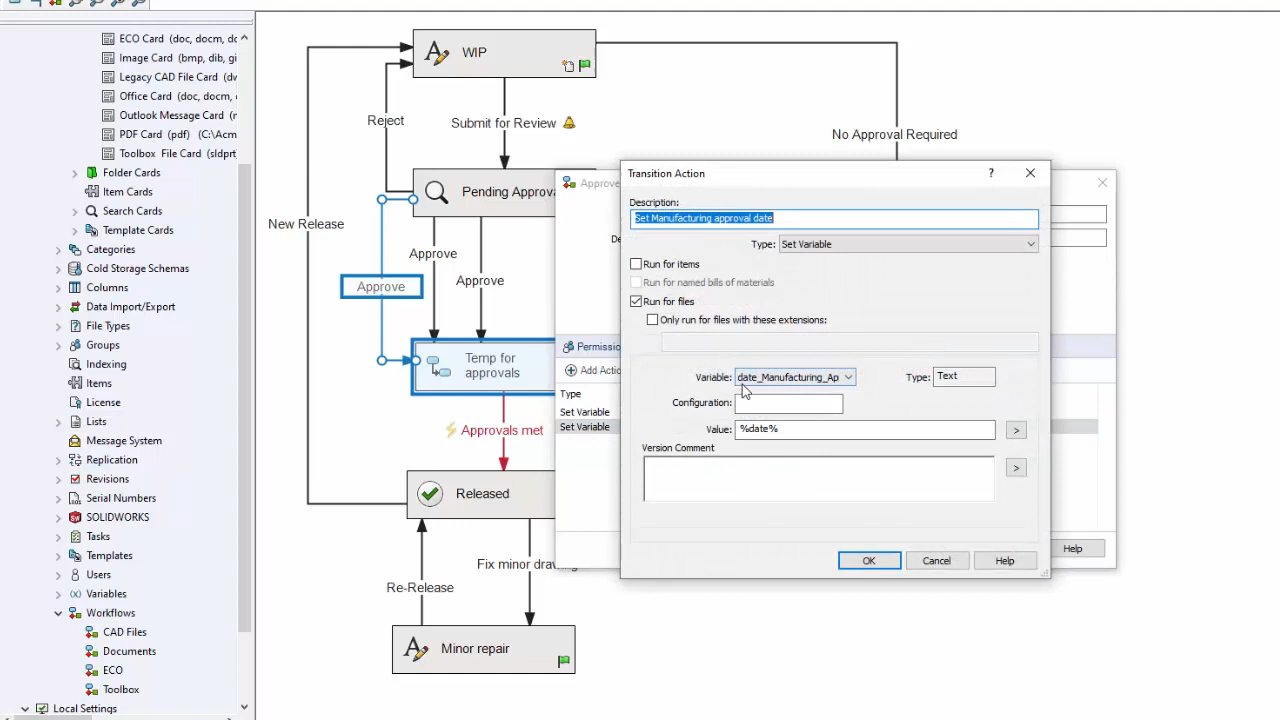 ECO Card (doc, docm, do
Image Card (bmp, dib, gi
Legacy CAD File Card (dw
Office Card (doc, docm,
Outlook Message Card (
PDF Card (pdf) (C:\Acm
Toolbox File Card (sldprt
Folder Cards
Item Cards
Search Cards
Template Cards
Categories
Cold Storage Schemas
Columns
Data Import/Export
File Types
Groups
Indexing
Items
License
Lists
Message System
Replication
Revisions
Serial Numbers
SOLIDWORKS
Tasks
Templates
Users
(x) Variables
Workflows
CAD Files
Documents
ECO
Toolbox
Local Settings
WIP
Reject
Submit for Review
No Approval Required
Pending Approva
New Release
Approve
Approve
Approve
Temp for
approvals
Approvals met
Released
Fix minor draw
Re-Release
Minor repair
Approve
De
Permissio
Add Actio
Type
Set Variable
Set Variable
Help
Transition Action
?
Description:
Set Manufacturing approval date
Type: Set Variable
Run for items
Run for named bills of materials
Run for files
Only run for files with these extensions:
Variable: date_Manufacturing_Ap Type: Text
Configuration:
Value: %date% >
Version Comment
>
OK Cancel Help